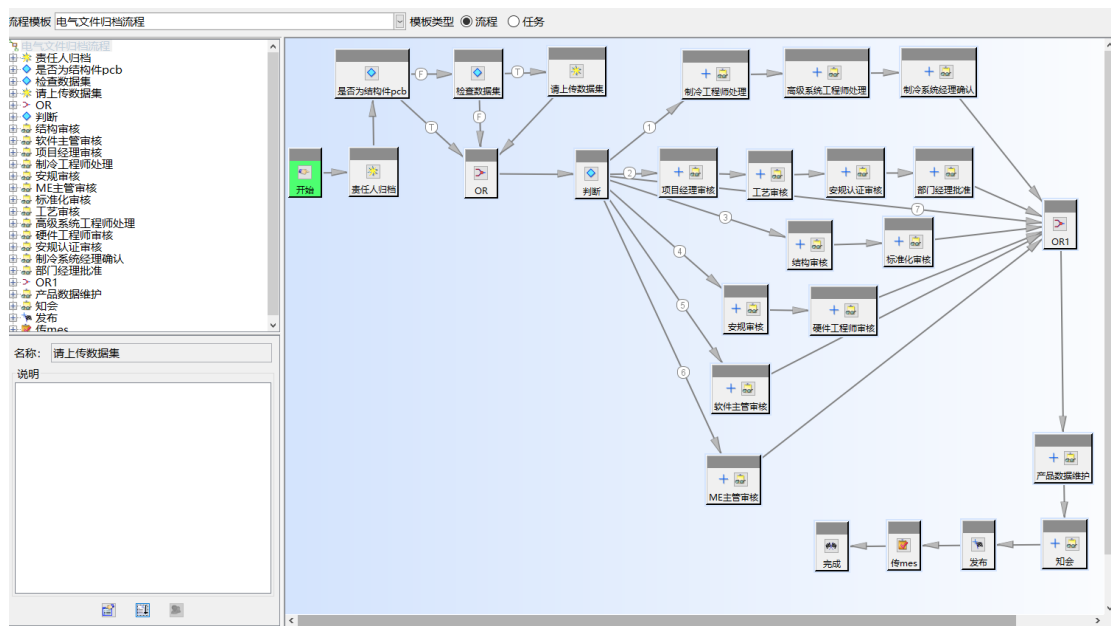 流程模板 电气文件归档流程 模板类型 流程 任务
电气文件归档流程
责任人归档
是否为结构件pcb
检查数据集
请上传数据集
OR
判断
结构审核
软件主管审核
项目经理审核
制冷工程师处理
安规审核
ME主管审核
标准化审核
工艺审核
高级系统工程师处理
硬件工程师审核
安规认证审核
制冷系统经理确认
部门经理批准
OR1
产品数据维护
知会
发布
传mes
名称: 请上传数据集
说明
是否为结构件pcb
F
检查数据集
T
请上传数据集
制冷工程师处理
高级系统工程师处理
制冷系统经理确认
T
F
1
开始
责任人归档
OR
判断
2
项目经理审核
工艺审核
安规认证审核
部门经理批准
7
3
OR1
结构审核
标准化审核
4
安规审核
硬件工程师审核
5
软件主管审核
6
ME主管审核
产品数据维护
完成
传mes
发布
知会